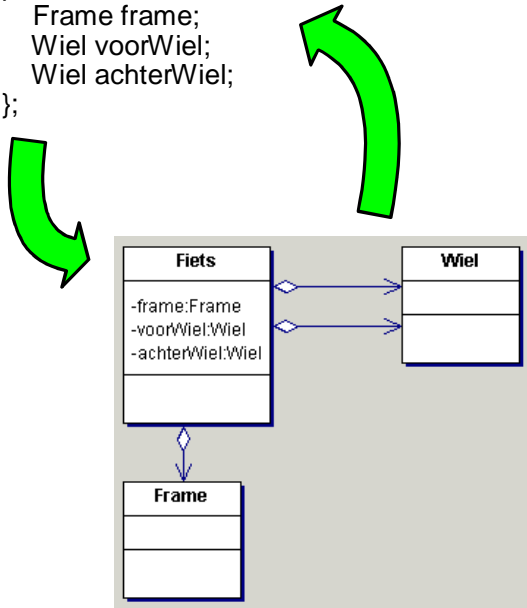 Frame frame;
Wiel voorWiel;
Wiel achterWiel;
};
Fiets
-frame:Frame
-voorWiel:Wiel
-achterWiel:Wiel
Wiel
Frame